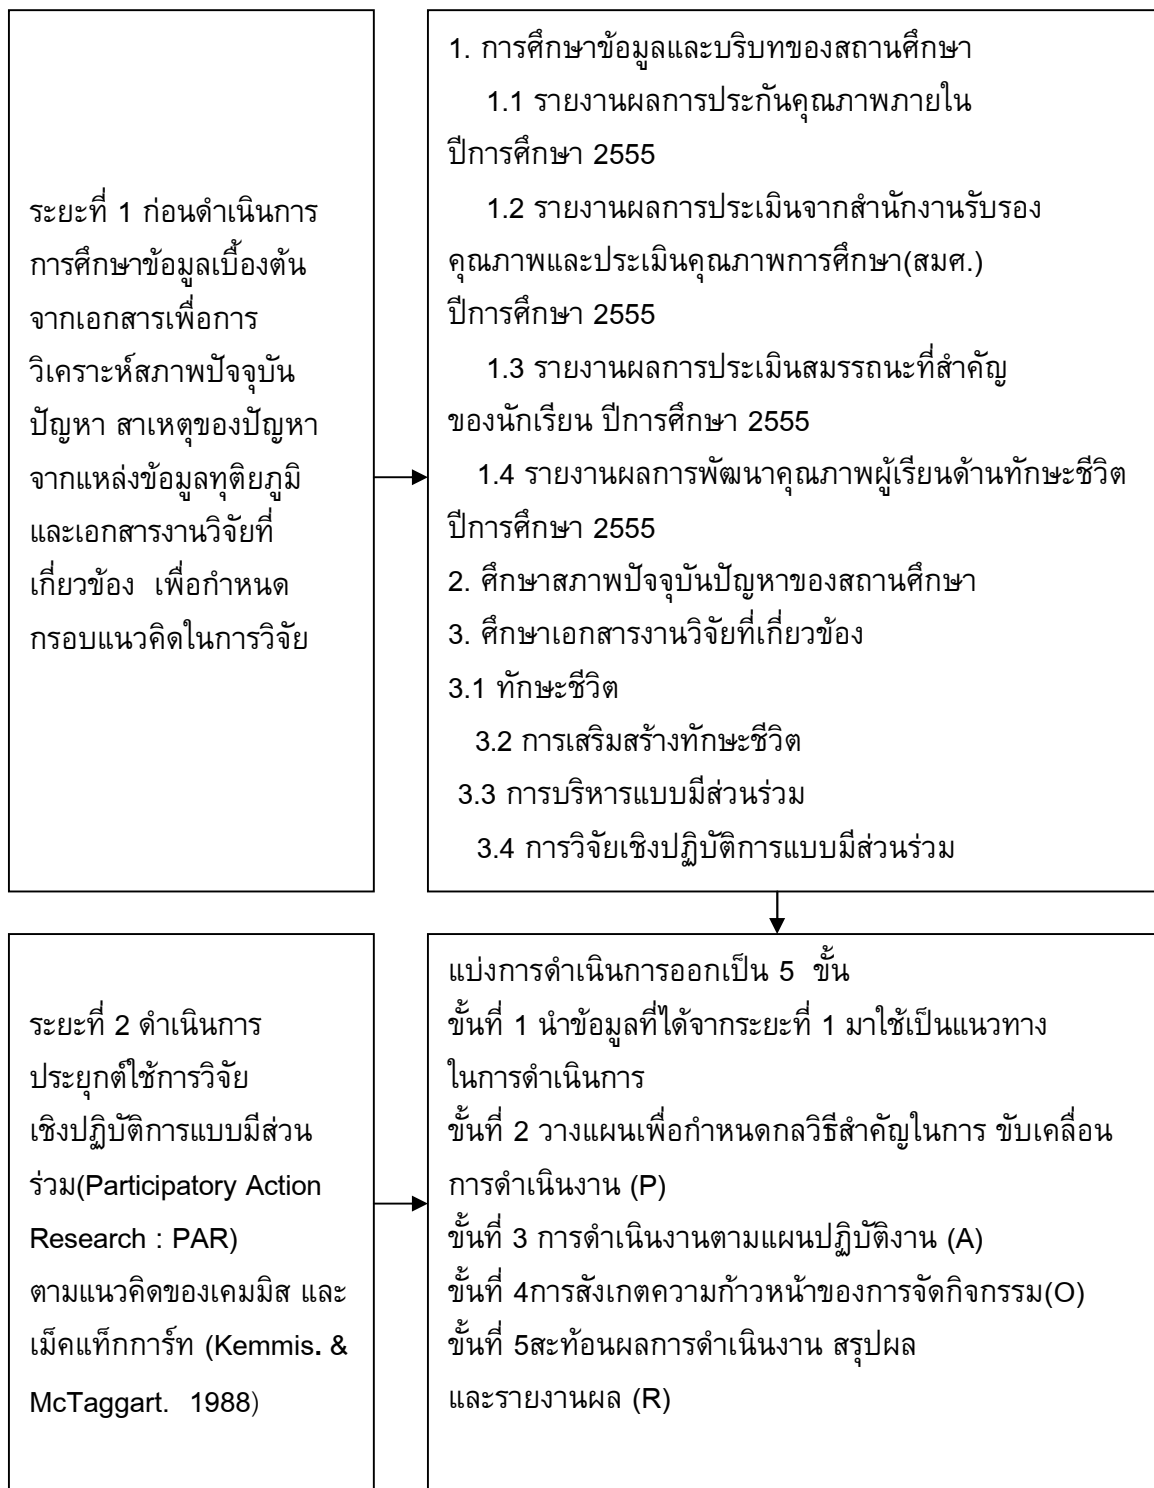 ระยะที่ 1 ก่อนดำเนินการ
การศึกษาข้อมูลเบื้องต้น
จากเอกสารเพื่อการ
วิเคราะห์สภาพปัจจุบัน
ปัญหา สาเหตุของปัญหา
จากแหล่งข้อมูลทุติยภูมิ
และเอกสารงานวิจัยที่
เกี่ยวข้อง เพื่อกำหนด
กรอบแนวคิดในการวิจัย
1. การศึกษาข้อมูลและบริบทของสถานศึกษา
1.1 รายงานผลการประกันคุณภาพภายใน
ปีการศึกษา 2555
1.2 รายงานผลการประเมินจากสำนักงานรับรอง
คุณภาพและประเมินคุณภาพการศึกษา(สมศ.)
ปีการศึกษา 2555
1.3 รายงานผลการประเมินสมรรถนะที่สำคัญ
ของนักเรียน ปีการศึกษา 2555
1.4 รายงานผลการพัฒนาคุณภาพผู้เรียนด้านทักษะชีวิต
ปีการศึกษา 2555
2. ศึกษาสภาพปัจจุบันปัญหาของสถานศึกษา
3. ศึกษาเอกสารงานวิจัยที่เกี่ยวข้อง
3.1 ทักษะชีวิต
3.2 การเสริมสร้างทักษะชีวิต
3.3 การบริหารแบบมีส่วนร่วม
3.4 การวิจัยเชิงปฏิบัติการแบบมีส่วนร่วม
ระยะที่ 2 ดำเนินการ
ประยุกต์ใช้การวิจัย
เชิงปฏิบัติการแบบมีส่วน
ร่วม(Participatory Action
Research : PAR)
ตามแนวคิดของเคมมิส และ
เม็คแท็กการ์ท (Kemmis. &
McTaggart. 1988)
แบ่งการดำเนินการออกเป็น 5 ขั้น
ขั้นที่ 1 นำข้อมูลที่ได้จากระยะที่ 1 มาใช้เป็นแนวทาง
ในการดำเนินการ
ขั้นที่ 2 วางแผนเพื่อกำหนดกลวิธีสำคัญในการ ขับเคลื่อน
การดำเนินงาน (P)
ขั้นที่ 3 การดำเนินงานตามแผนปฏิบัติงาน (A)
ขั้นที่ 4การสังเกตความก้าวหน้าของการจัดกิจกรรม(O)
ขั้นที่ 5สะท้อนผลการดำเนินงาน สรุปผล
และรายงานผล (R)